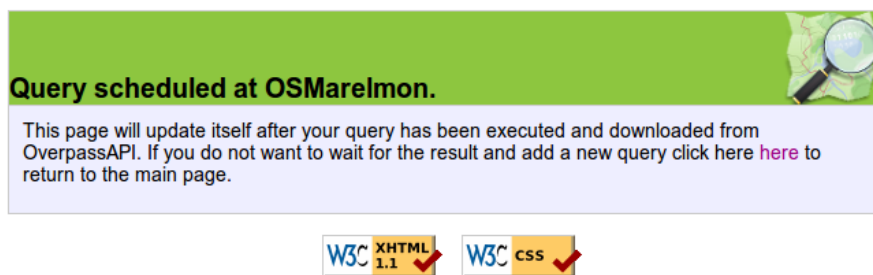 Query scheduled at OSMarelmon.
This page will update itself after your query has been executed and downloaded from
OverpassAPI. If you do not want to wait for the result and add a new query click here here to
return to the main page.
W3C XHTML 1.1 W3C CSS